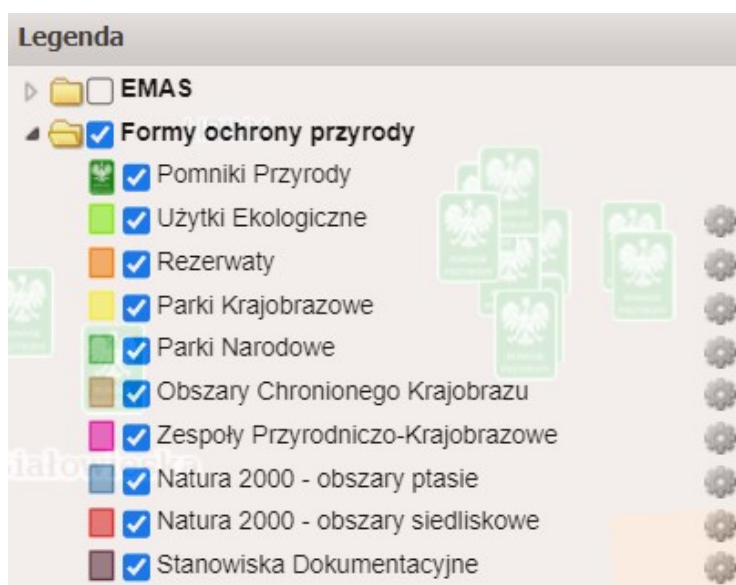 Legenda
EMAS
Formy ochrony przyrody
Pomniki Przyrody
Użytki Ekologiczne
Rezerwaty
Parki Krajobrazowe
Parki Narodowe
Obszary Chronionego Krajobrazu
Zespoły Przyrodniczo-Krajobrazowe
Natura 2000 - obszary ptasie
Natura 2000 - obszary siedliskowe
Stanowiska Dokumentacyjne